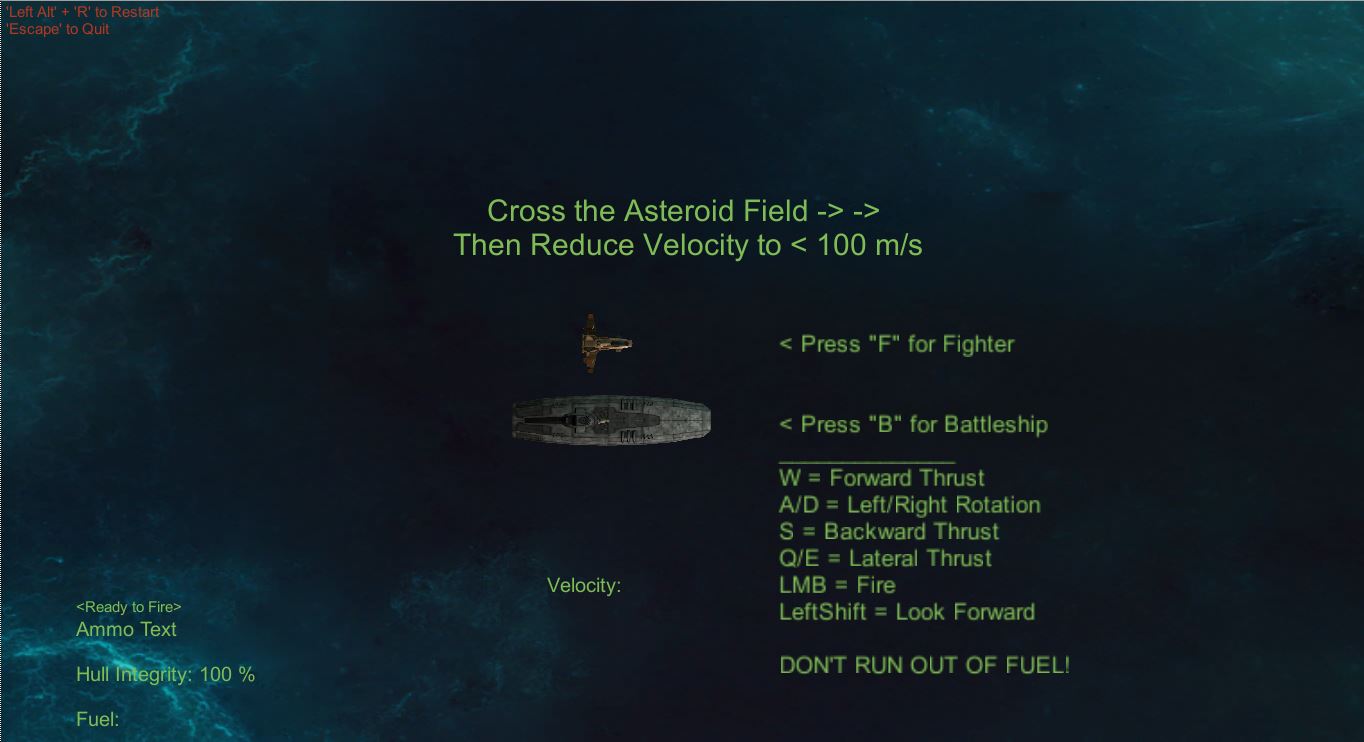 'Left Alt' + 'R' to Restart
'Escape' to Quit
Cross the Asteroid Field -> ->
Then Reduce Velocity to < 100 m/s
< Press "F" for Fighter
< Press "B" for Battleship
______________
W = Forward Thrust
A/D = Left/Right Rotation
S = Backward Thrust
Q/E = Lateral Thrust
LMB = Fire
LeftShift = Look Forward
DON'T RUN OUT OF FUEL!
Velocity:
<Ready to Fire>
Ammo Text
Hull Integrity: 100 %
Fuel: